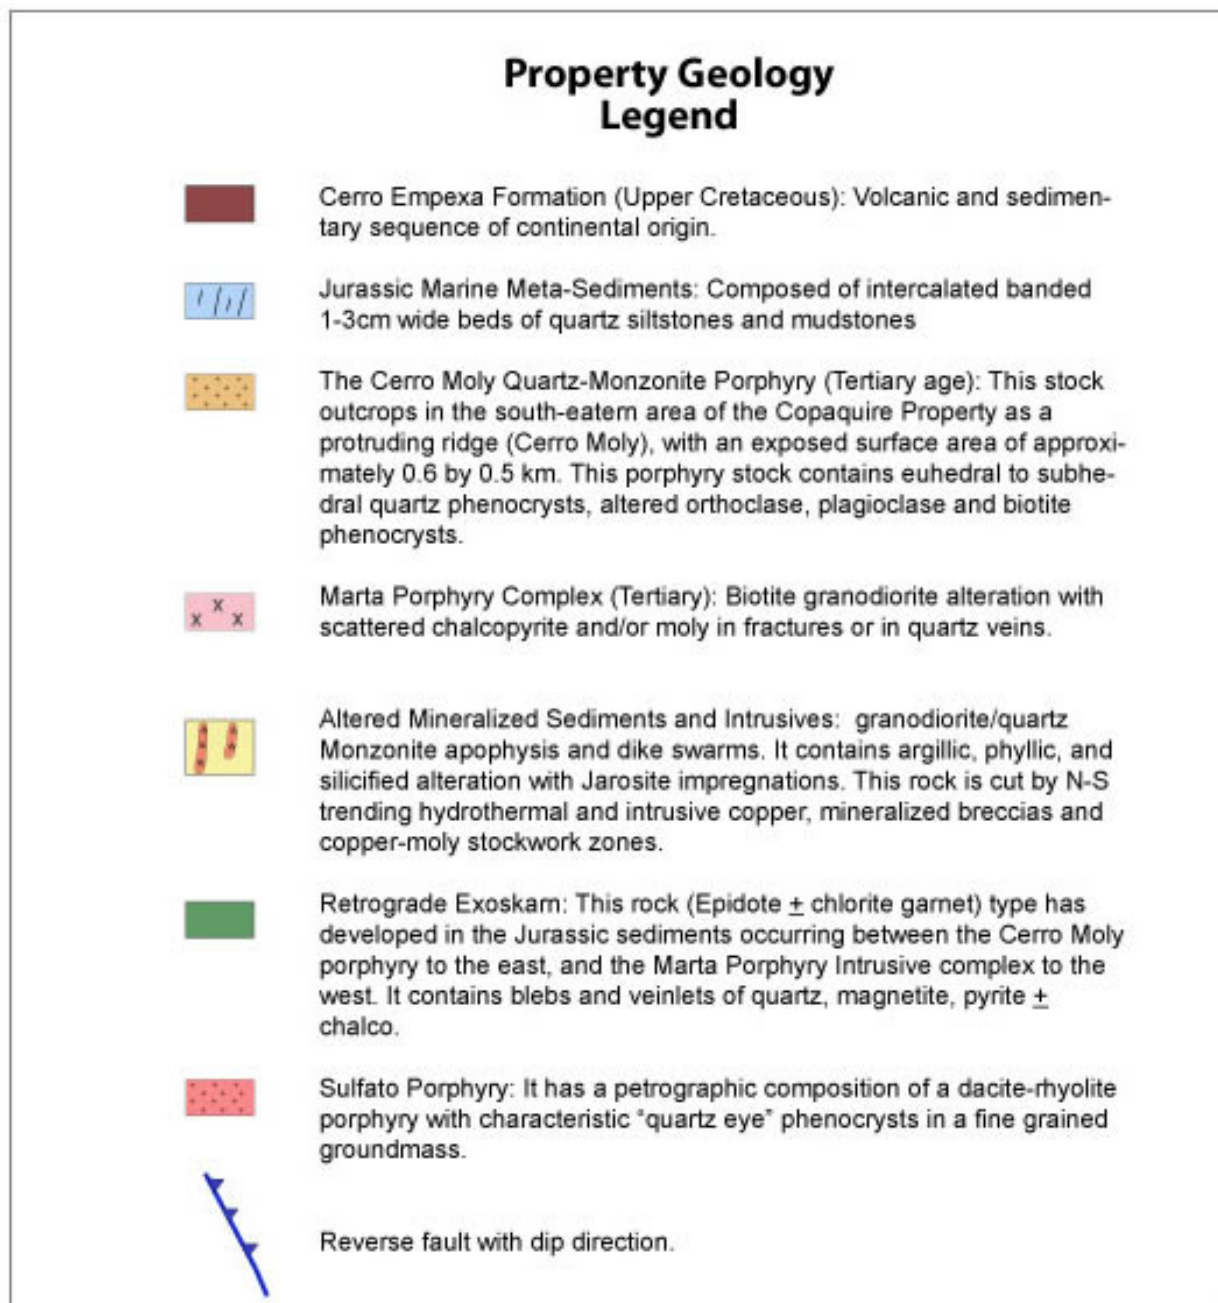 Property Geology
Legend
Cerro Empexa Formation (Upper Cretaceous): Volcanic and sedimen-
tary sequence of continental origin.
Jurassic Marine Meta-Sediments: Composed of intercalated banded
1-3cm wide beds of quartz siltstones and mudstones
The Cerro Moly Quartz-Monzonite Porphyry (Tertiary age): This stock
outcrops in the south-eatern area of the Copaquire Property as a
protruding ridge (Cerro Moly), with an exposed surface area of approxi-
mately 0.6 by 0.5 km. This porphyry stock contains euhedral to subhe-
dral quartz phenocrysts, altered orthoclase, plagioclase and biotite
phenocrysts.
x
x x
Marta Porphyry Complex (Tertiary): Biotite granodiorite alteration with
scattered chalcopyrite and/or moly in fractures or in quartz veins.
Altered Mineralized Sediments and Intrusives: granodiorite/quartz
Monzonite apophysis and dike swarms. It contains argillic, phyllic, and
silicified alteration with Jarosite impregnations. This rock is cut by N-S
trending hydrothermal and intrusive copper, mineralized breccias and
copper-moly stockwork zones.
Retrograde Exoskarn: This rock (Epidote ± chlorite garnet) type has
developed in the Jurassic sediments occurring between the Cerro Moly
porphyry to the east, and the Marta Porphyry Intrusive complex to the
west. It contains blebs and veinlets of quartz, magnetite, pyrite ±
chalco.
Sulfato Porphyry: It has a petrographic composition of a dacite-rhyolite
porphyry with characteristic “quartz eye” phenocrysts in a fine grained
groundmass.
Reverse fault with dip direction.